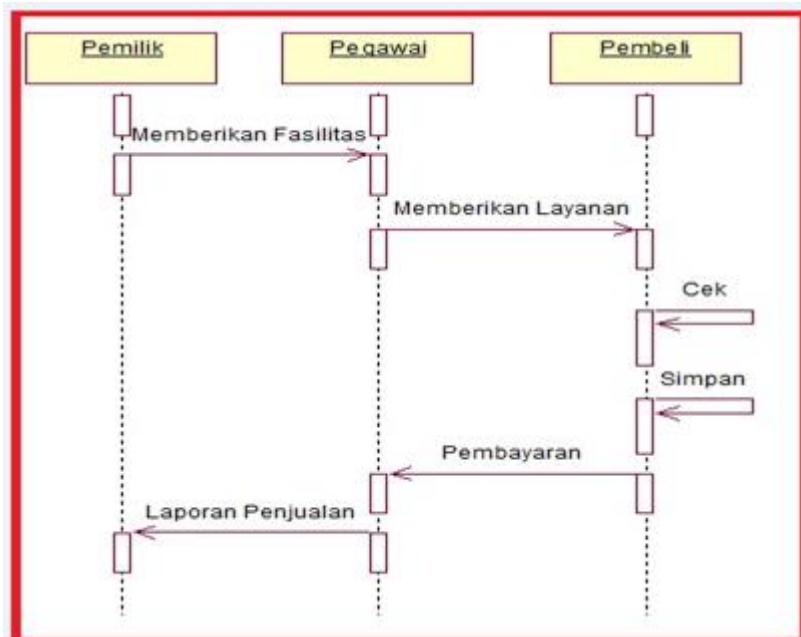 Pemilik
Pegawai
Pembeli
Memberikan Fasilitas
Memberikan Layanan
Cek
Simpan
Pembayaran
Laporan Penjualan